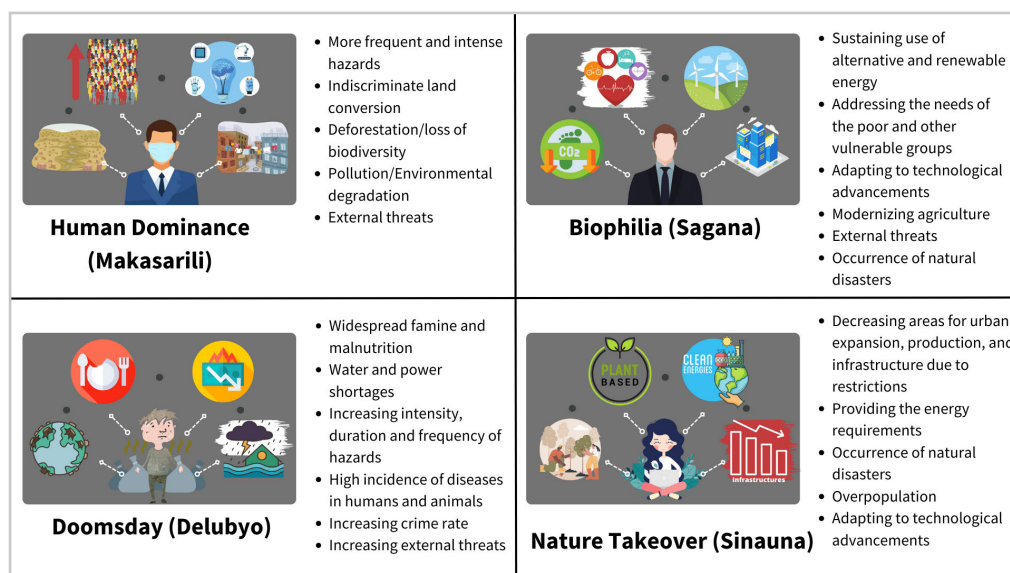 CO₂
Human Dominance
(Makasarili)
• More frequent and intense
hazards
• Indiscriminate land
conversion
• Deforestation/loss of
biodiversity
• Pollution/Environmental
degradation
• External threats
Biophilia (Sagana)
• Sustaining use of
alternative and renewable
energy
• Addressing the needs of
the poor and other
vulnerable groups
• Adapting to technological
advancements
• Modernizing agriculture
• External threats
• Occurrence of natural
disasters
Doomsday (Delubyo)
• Widespread famine and
malnutrition
• Water and power
shortages
• Increasing intensity,
duration and frequency of
hazards
• High incidence of diseases
in humans and animals
• Increasing crime rate
• Increasing external threats
PLANT
BASED
CLEAN
ENERGIES
Infrastructures
Nature Takeover (Sinauna)
• Decreasing areas for urban
expansion, production, and
infrastructure due to
restrictions
• Providing the energy
requirements
• Occurrence of natural
disasters
• Overpopulation
• Adapting to technological
advancements